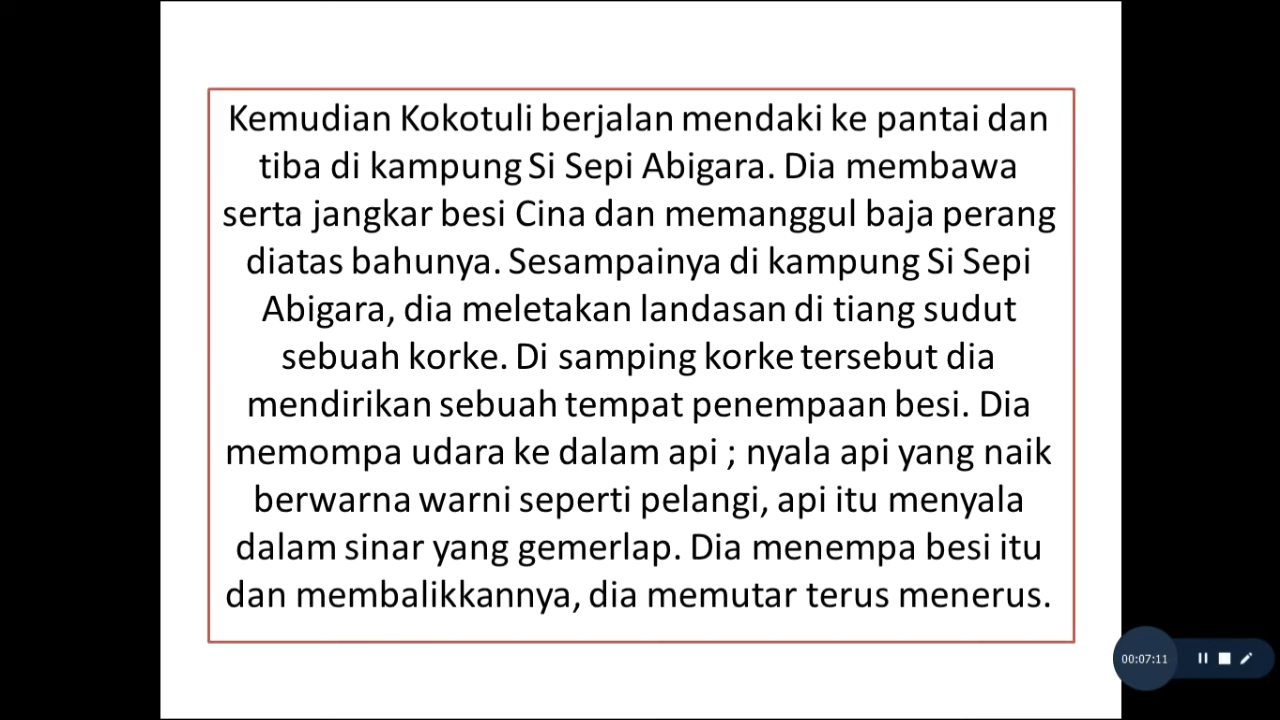 Kemudian Kokotuli berjalan mendaki ke pantai dan
tiba di kampung Si Sepi Abigara. Dia membawa
serta jangkar besi Cina dan memanggul baja perang
diatas bahunya. Sesampainya di kampung Si Sepi
Abigara, dia meletakan landasan di tiang sudut
sebuah korke. Di samping korke tersebut dia
mendirikan sebuah tempat penempaan besi. Dia
memompa udara ke dalam api ; nyala api yang naik
berwarna warni seperti pelangi, api itu menyala
dalam sinar yang gemerlap. Dia menempa besi itu
dan membalikkannya, dia memutar terus menerus.
00:07:11